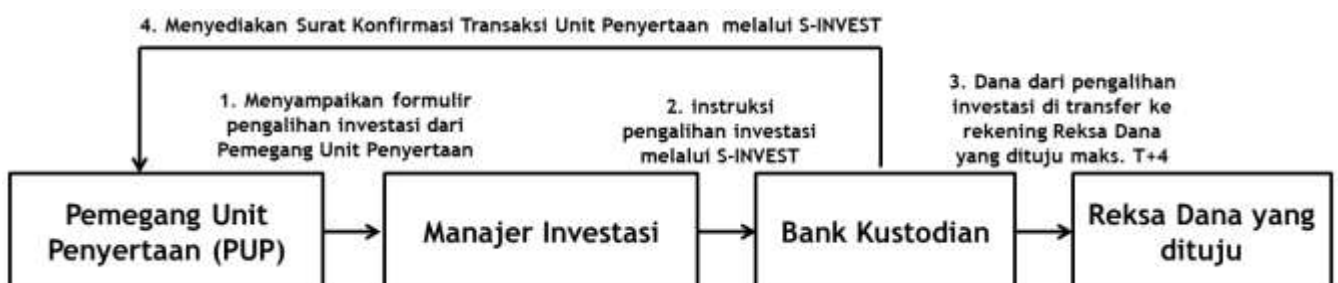 4. Menyediakan Surat Konfirmasi Transaksi Unit Penyertaan melalui S-INVEST
1. Menyampaikan formulir
pengalihan investasi dari
Pemegang Unit Penyertaan
2. instruksi
pengalihan investasi
melalui S-INVEST
3. Dana dari pengalihan
investasi di transfer ke
rekening Reksa Dana
yang dituju maks. T+4
Pemegang Unit
Penyertaan (PUP)
Manajer Investasi
Bank Kustodian
Reksa Dana yang
dituju